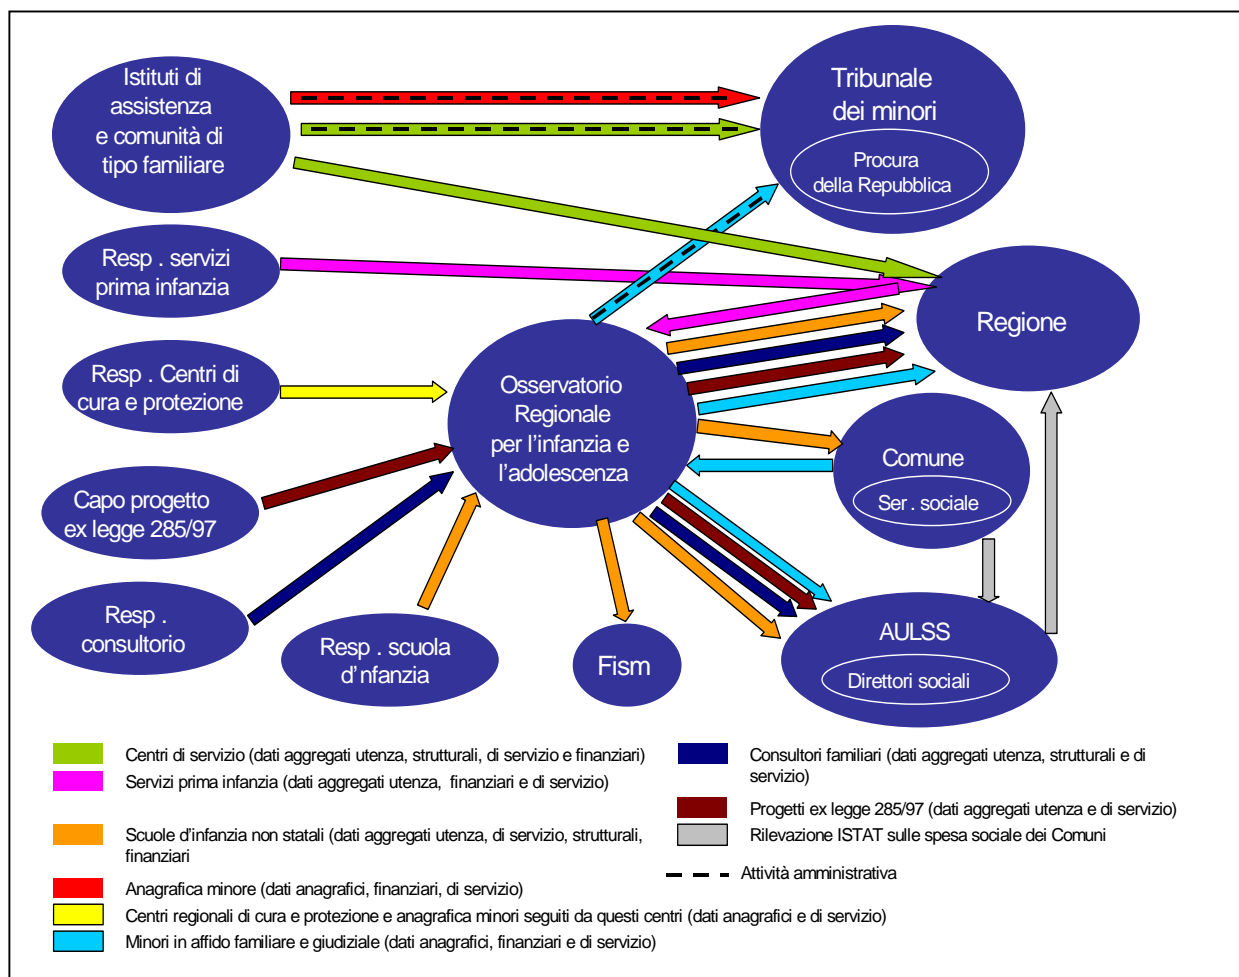 Istituti di
assistenza
e comunità di
tipo familiare
Tribunale
dei minori
Procura
della Repubblica
Resp . servizi
prima infanzia
Regione
Resp . Centri di
cura e protezione
Osservatorio
Regionale
per l'infanzia e
l'adolescenza
Comune
Ser . sociale
Capo progetto
ex legge 285/97
Resp .
consultorio
Resp . scuola
d'nfanzia
Fism
AULSS
Direttori sociali
Centri di servizio (dati aggregati utenza, strutturali, di servizio e finanziari)
Servizi prima infanzia (dati aggregati utenza, finanziari e di servizio)
Scuole d'infanzia non statali (dati aggregati utenza, di servizio, strutturali,
finanziari
Anagrafica minore (dati anagrafici, finanziari, di servizio)
Centri regionali di cura e protezione e anagrafica minori seguiti da questi centri (dati anagrafici e di servizio)
Minori in affido familiare e giudiziale (dati anagrafici, finanziari e di servizio)
Consultori familiari (dati aggregati utenza, strutturali e di
servizio)
Progetti ex legge 285/97 (dati aggregati utenza e di servizio)
Rilevazione ISTAT sulle spesa sociale dei Comuni
Attività amministrativa